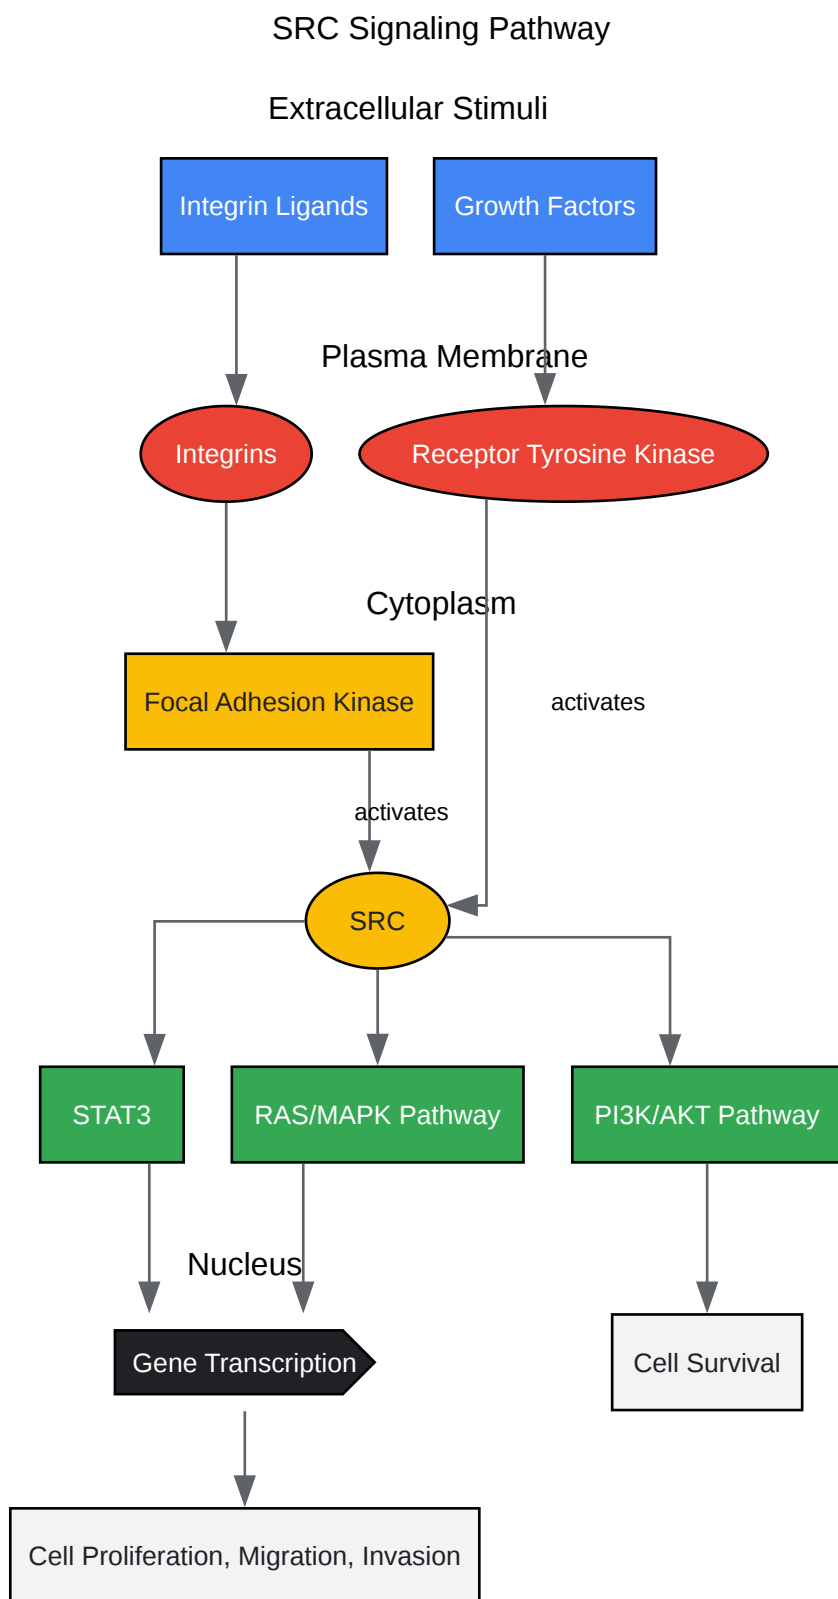 SRC Signaling Pathway
Extracellular Stimuli
Integrin Ligands
Growth Factors
Plasma Membrane
Integrins
Receptor Tyrosine Kinase
Cytoplasm
Focal Adhesion Kinase
activates
activates
SRC
STAT3
RAS/MAPK Pathway
PI3K/AKT Pathway
Nucleus
Gene Transcription
Cell Survival
Cell Proliferation, Migration, Invasion